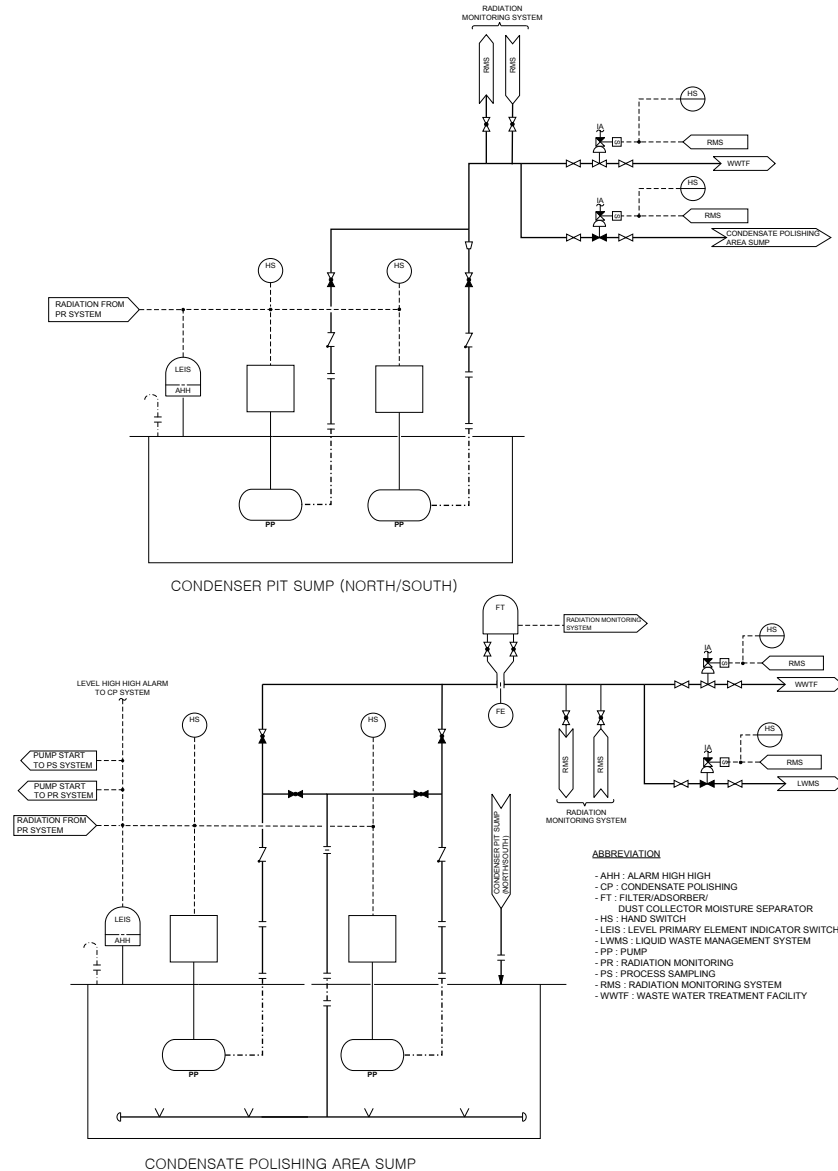 RADIATION
MONITORING SYSTEM
RMS
RMS
HS
IA
S
RMS
WWTF
HS
IA
S
RMS
CONDENSATE POLISHING
AREA SUMP
HS
HS
RADIATION FROM
PR SYSTEM
LEIS
AHH
PP
PP
CONDENSER PIT SUMP (NORTH/SOUTH)
FT
RADIATION MONITORING
SYSTEM
FE
HS
IA
S
RMS
WWTF
HS
IA
S
RMS
LWMS
RMS
RMS
RADIATION
MONITORING SYSTEM
LEVEL HIGH HIGH ALARM
TO CP SYSTEM
HS
HS
PUMP START
TO PS SYSTEM
PUMP START
TO PR SYSTEM
RADIATION FROM
PR SYSTEM
CONDENSER PIT SUMP
(NORTH/SOUTH)
LEIS
AHH
PP
PP
CONDENSATE POLISHING AREA SUMP
ABBREVIATION
- AHH : ALARM HIGH HIGH
- CP : CONDENSATE POLISHING
- FT : FILTER/ADSORBER/
DUST COLLECTOR MOISTURE SEPARATOR
- HS : HAND SWITCH
- LEIS : LEVEL PRIMARY ELEMENT INDICATOR SWITCH
- LWMS : LIQUID WASTE MANAGEMENT SYSTEM
- PP : PUMP
- PR : RADIATION MONITORING
- PS : PROCESS SAMPLING
- RMS : RADIATION MONITORING SYSTEM
- WWTF : WASTE WATER TREATMENT FACILITY